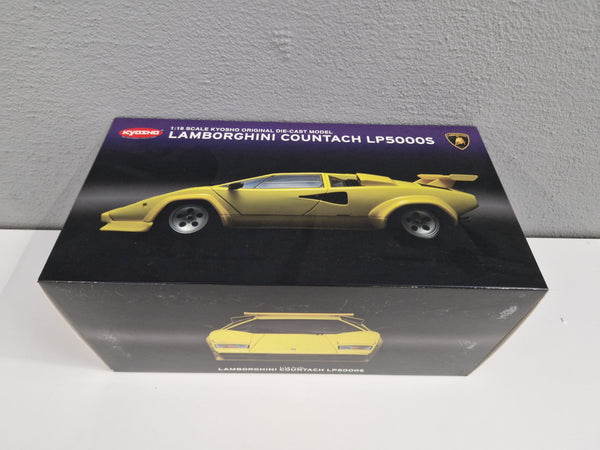 KYOSHO
1:18 SCALE KYOSHO ORIGINAL DIE-CAST MODEL
LAMBORGHINI COUNTACH LP5000S
LAMBORGHINI COUNTACH LP5000S